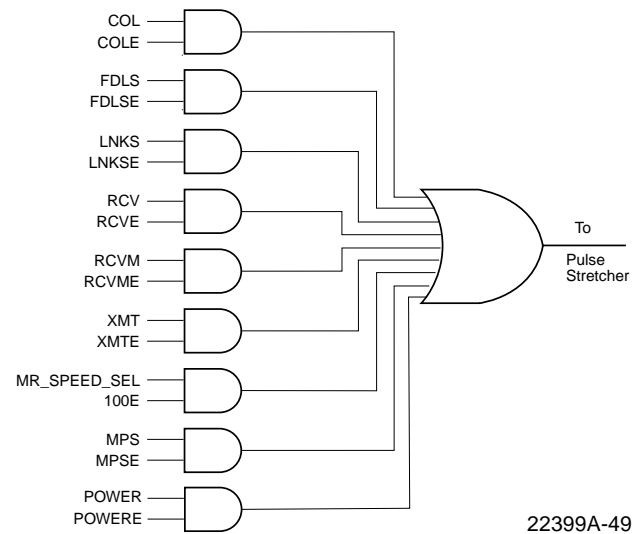 COL
COLE
FDLS
FDLSE
LNKS
LNKSE
RCV
RCVE
RCVM
RCVME
XMT
XMTE
MR_SPEED_SEL
100E
MPS
MPSE
POWER
POWERE
To
Pulse
Stretcher
22399A-49